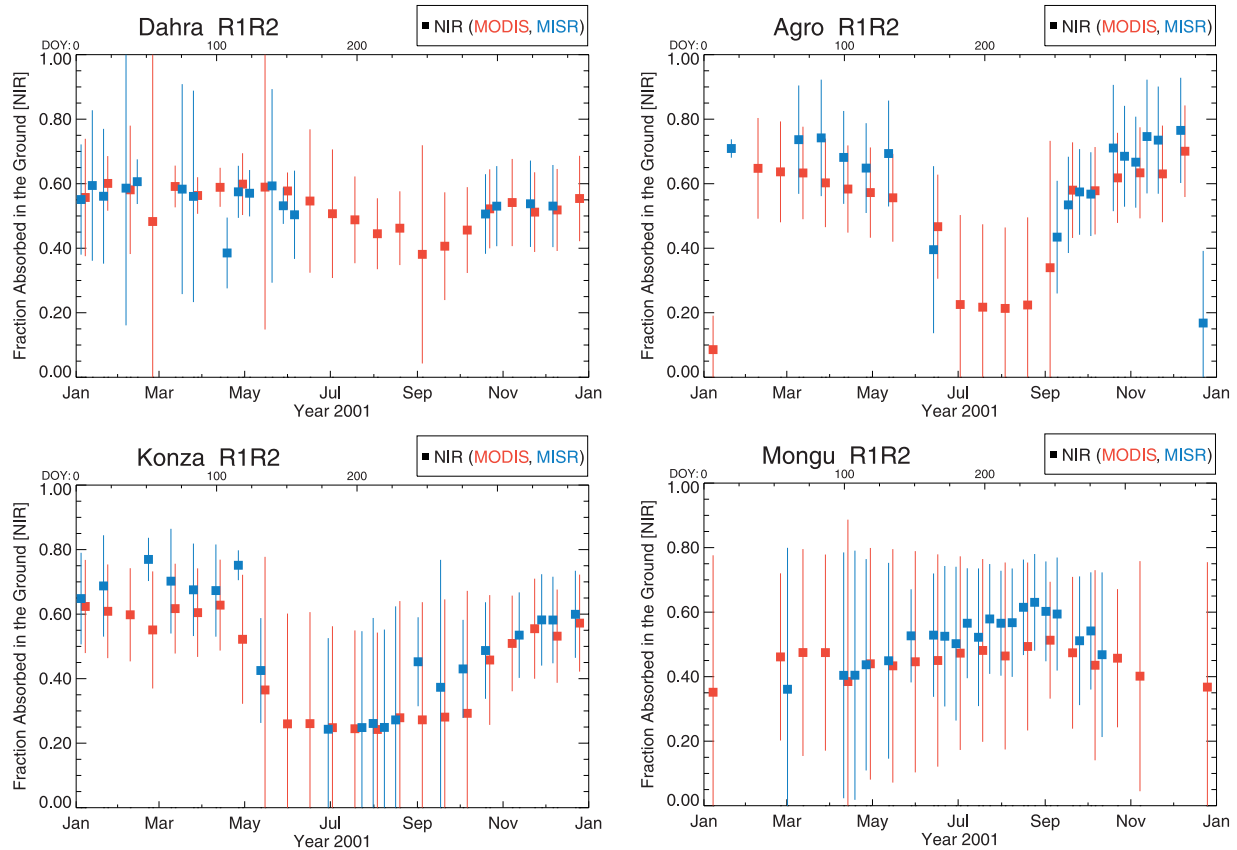 Dahra R1R2
NIR (MODIS, MISR)
DOY: 0 100 200
Fraction Absorbed in the Ground [NIR]
1.00
0.80
0.60
0.40
0.20
0.00
Jan Mar May Jul Sep Nov Jan
Year 2001
Agro R1R2
NIR (MODIS, MISR)
DOY: 0 100 200
Fraction Absorbed in the Ground [NIR]
1.00
0.80
0.60
0.40
0.20
0.00
Jan Mar May Jul Sep Nov Jan
Year 2001
Konza R1R2
NIR (MODIS, MISR)
DOY: 0 100 200
Fraction Absorbed in the Ground [NIR]
1.00
0.80
0.60
0.40
0.20
0.00
Jan Mar May Jul Sep Nov Jan
Year 2001
Mongu R1R2
NIR (MODIS, MISR)
DOY: 0 100 200
Fraction Absorbed in the Ground [NIR]
1.00
0.80
0.60
0.40
0.20
0.00
Jan Mar May Jul Sep Nov Jan
Year 2001